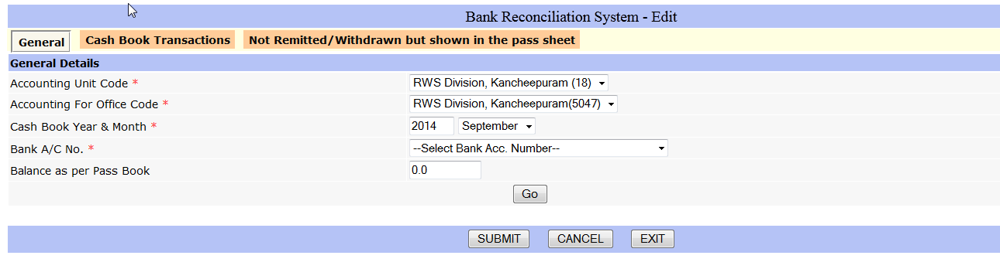 Bank Reconciliation System - Edit
General Cash Book Transactions Not Remitted/Withdrawn but shown in the pass sheet
General Details
Accounting Unit Code * RWS Division, Kancheepuram (18)
Accounting For Office Code * RWS Division, Kancheepuram(5047)
Cash Book Year & Month * 2014 September
Bank A/C No. * --Select Bank Acc. Number--
Balance as per Pass Book 0.0
Go
SUBMIT CANCEL EXIT